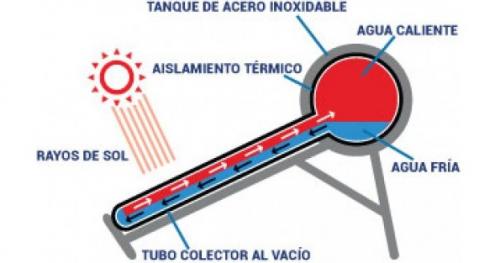 TANQUE DE ACERO INOXIDABLE
AGUA CALIENTE
AISLAMIENTO TÉRMICO
RAYOS DE SOL
AGUA FRÍA
TUBO COLECTOR AL VACÍO